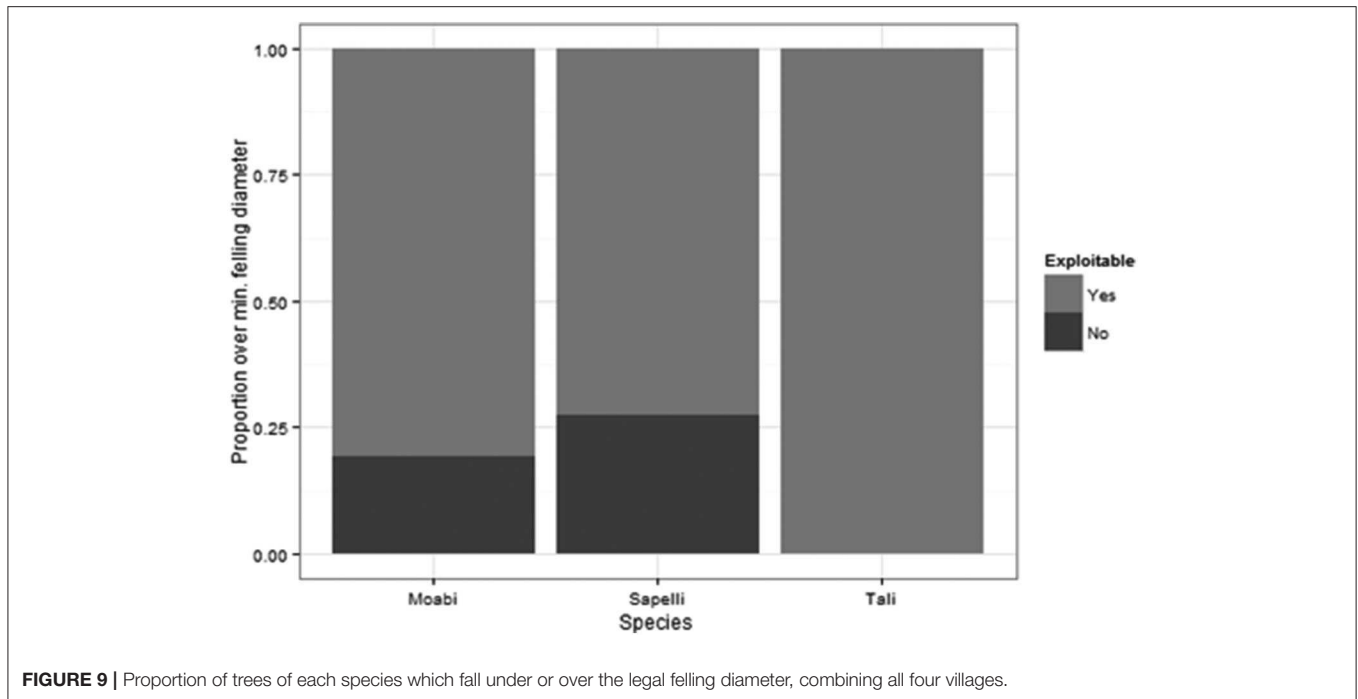 1.00
0.75
0.50
0.25
0.00
Proportion over min. felling diameter
Moabi
Sapelli
Tali
Species
Exploitable
Yes
No
FIGURE 9 | Proportion of trees of each species which fall under or over the legal felling diameter, combining all four villages.